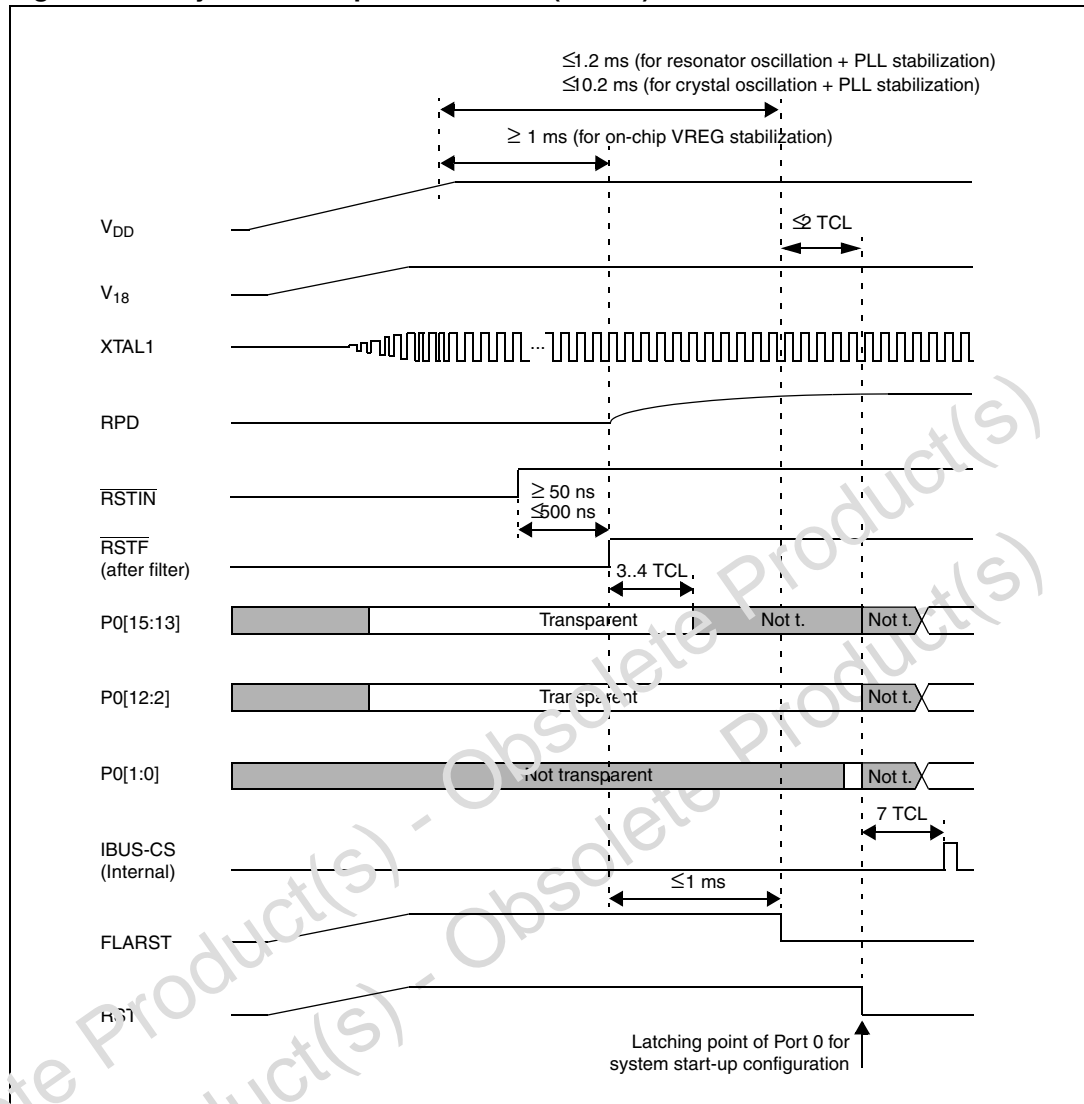 ≤1.2 ms (for resonator oscillation + PLL stabilization)
≤10.2 ms (for crystal oscillation + PLL stabilization)
≥ 1 ms (for on-chip VREG stabilization)
VDD
≤2 TCL
V18
XTAL1
...
RPD
RSTIN
≥ 50 ns
≤500 ns
RSTF
(after filter)
3..4 TCL
P0[15:13]
Transparent
Not t.
Not t.
P0[12:2]
Transparent
Not t.
P0[1:0]
Not transparent
Not t.
7 TCL
IBUS-CS
(Internal)
≤1 ms
FLARST
RST
Latching point of Port 0 for
system start-up configuration
Product(s) - Obsolete Product(s)
Product(s) - Obsolete Product(s)